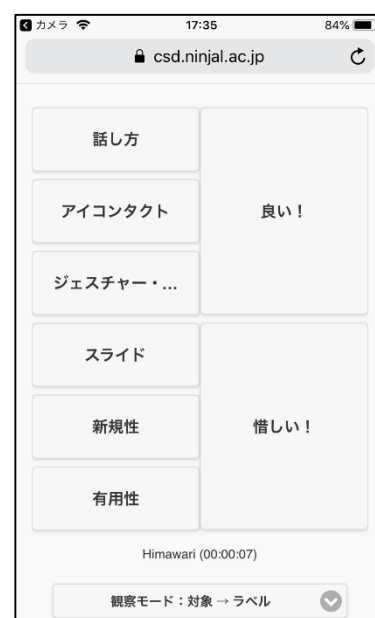 カメラ 17:35 84%
csd.ninjal.ac.jp
話し方
アイコンタクト
良い！
ジェスチャー・...
スライド
新規性
惜しい！
有用性
Himawari (00:00:07)
観察モード：対象 → ラベル